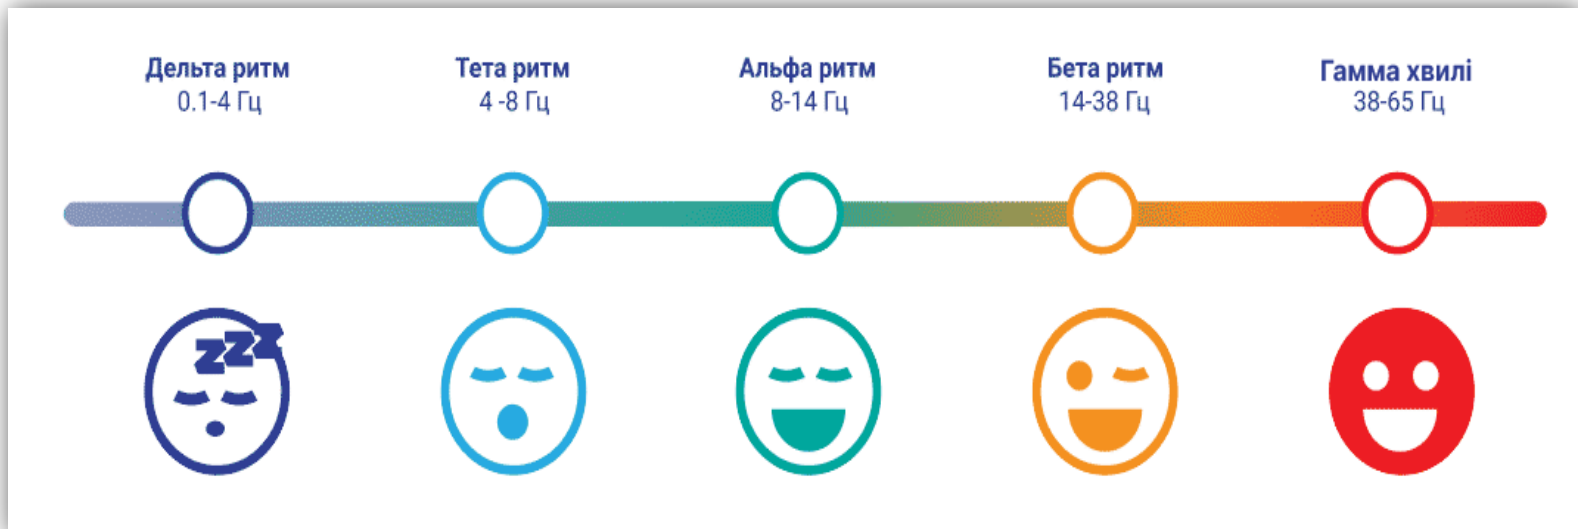 Дельта ритм
0.1-4 Гц
Тета ритм
4 -8 Гц
Альфа ритм
8-14 Гц
Бета ритм
14-38 Гц
Гамма хвилі
38-65 Гц
zzz